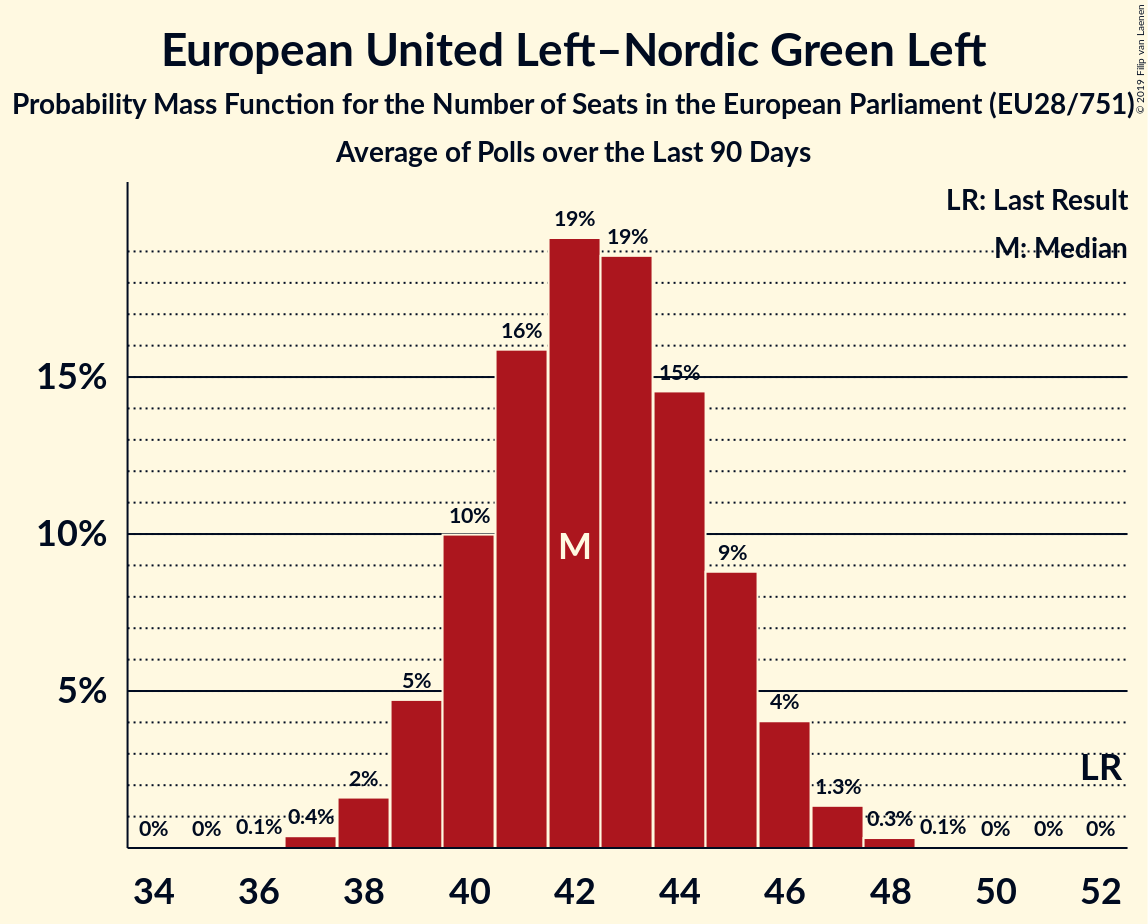 European United Left–Nordic Green Left
Probability Mass Function for the Number of Seats in the European Parliament (EU28/751)
Average of Polls over the Last 90 Days
© 2019 Filip van Laenen
LR: Last Result
M: Median
15%
10%
5%
0%
0%
0.1%
0.4%
2%
5%
10%
16%
19%
19%
15%
9%
4%
1.3%
0.3%
0.1%
0%
0%
0%
M
LR
34 36 38 40 42 44 46 48 50 52